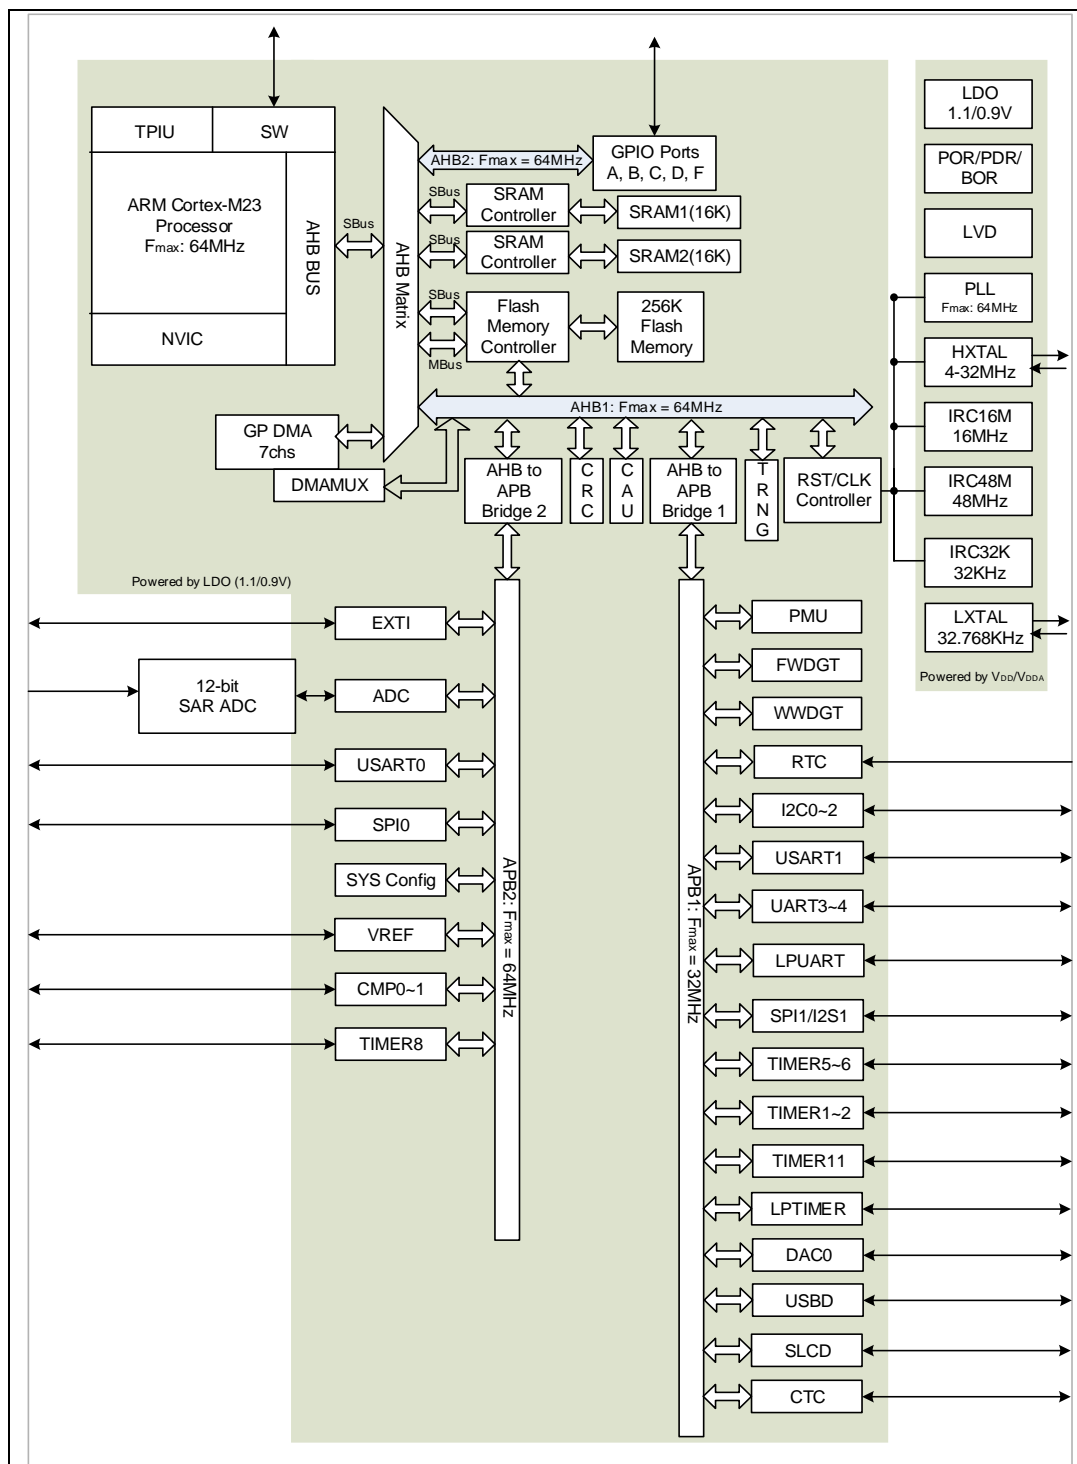 TPIU
SW
ARM Cortex-M23
Processor
Fmax: 64MHz
NVIC
AHB BUS
SBus
AHB Matrix
AHB2: Fmax = 64MHz
GPIO Ports
A, B, C, D, F
SBus
SRAM
Controller
SRAM1(16K)
SBus
SRAM
Controller
SRAM2(16K)
SBus
MBus
Flash
Memory
Controller
256K
Flash
Memory
AHB1: Fmax = 64MHz
GP DMA
7chs
DMAMUX
AHB to
APB
Bridge 2
CRC
CAU
AHB to
APB
Bridge 1
TRNG
RST/CLK
Controller
Powered by LDO (1.1/0.9V)
LDO
1.1/0.9V
POR/PDR/
BOR
LVD
PLL
Fmax: 64MHz
HXTAL
4-32MHz
IRC16M
16MHz
IRC48M
48MHz
IRC32K
32KHz
LXTAL
32.768KHz
Powered by VDD/VDDA
EXTI
12-bit
SAR ADC
ADC
USART0
SPI0
SYS Config
VREF
CMP0~1
TIMER8
APB2: Fmax = 64MHz
APB1: Fmax = 32MHz
PMU
FWDGT
WWDGT
RTC
I2C0~2
USART1
UART3~4
LPUART
SPI1/I2S1
TIMER5~6
TIMER1~2
TIMER11
LPTIMER
DAC0
USBD
SLCD
CTC